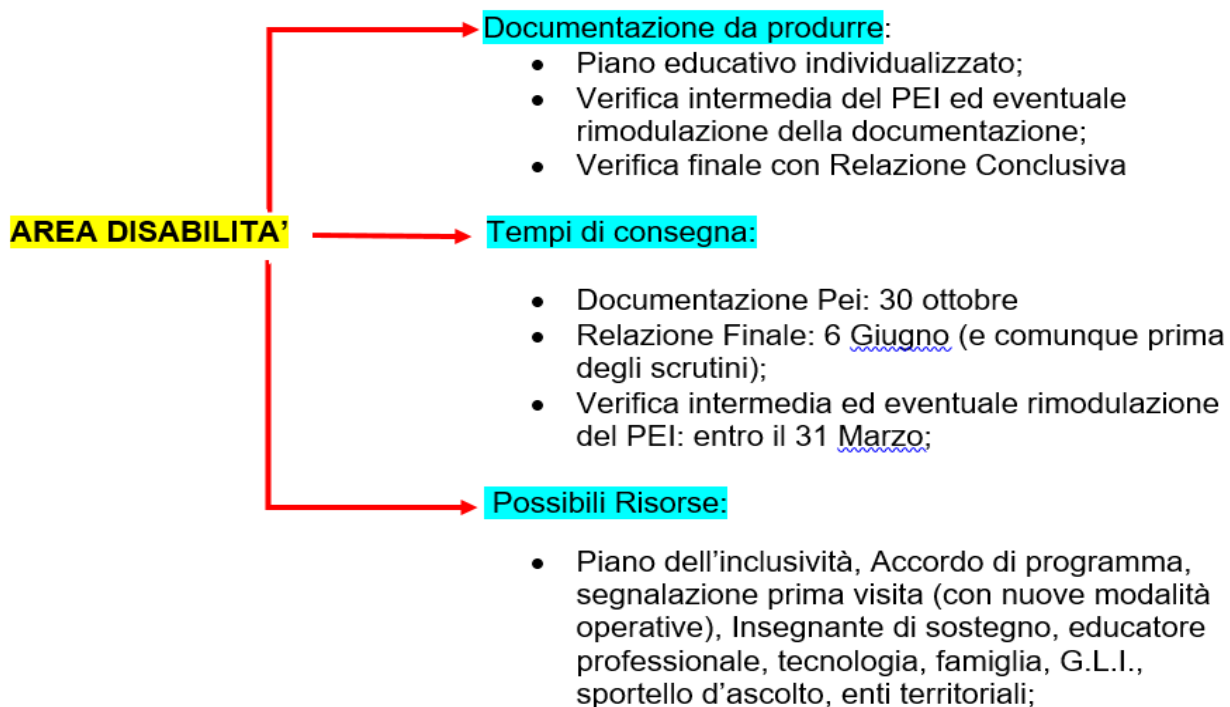 Documentazione da produrre:
• Piano educativo individualizzato;
• Verifica intermedia del PEI ed eventuale
rimodulazione della documentazione;
• Verifica finale con Relazione Conclusiva
AREA DISABILITA’
Tempi di consegna:
• Documentazione Pei: 30 ottobre
• Relazione Finale: 6 Giugno (e comunque prima
degli scrutini);
• Verifica intermedia ed eventuale rimodulazione
del PEI: entro il 31 Marzo;
Possibili Risorse:
• Piano dell’inclusività, Accordo di programma,
segnalazione prima visita (con nuove modalità
operative), Insegnante di sostegno, educatore
professionale, tecnologia, famiglia, G.L.I.,
sportello d’ascolto, enti territoriali;